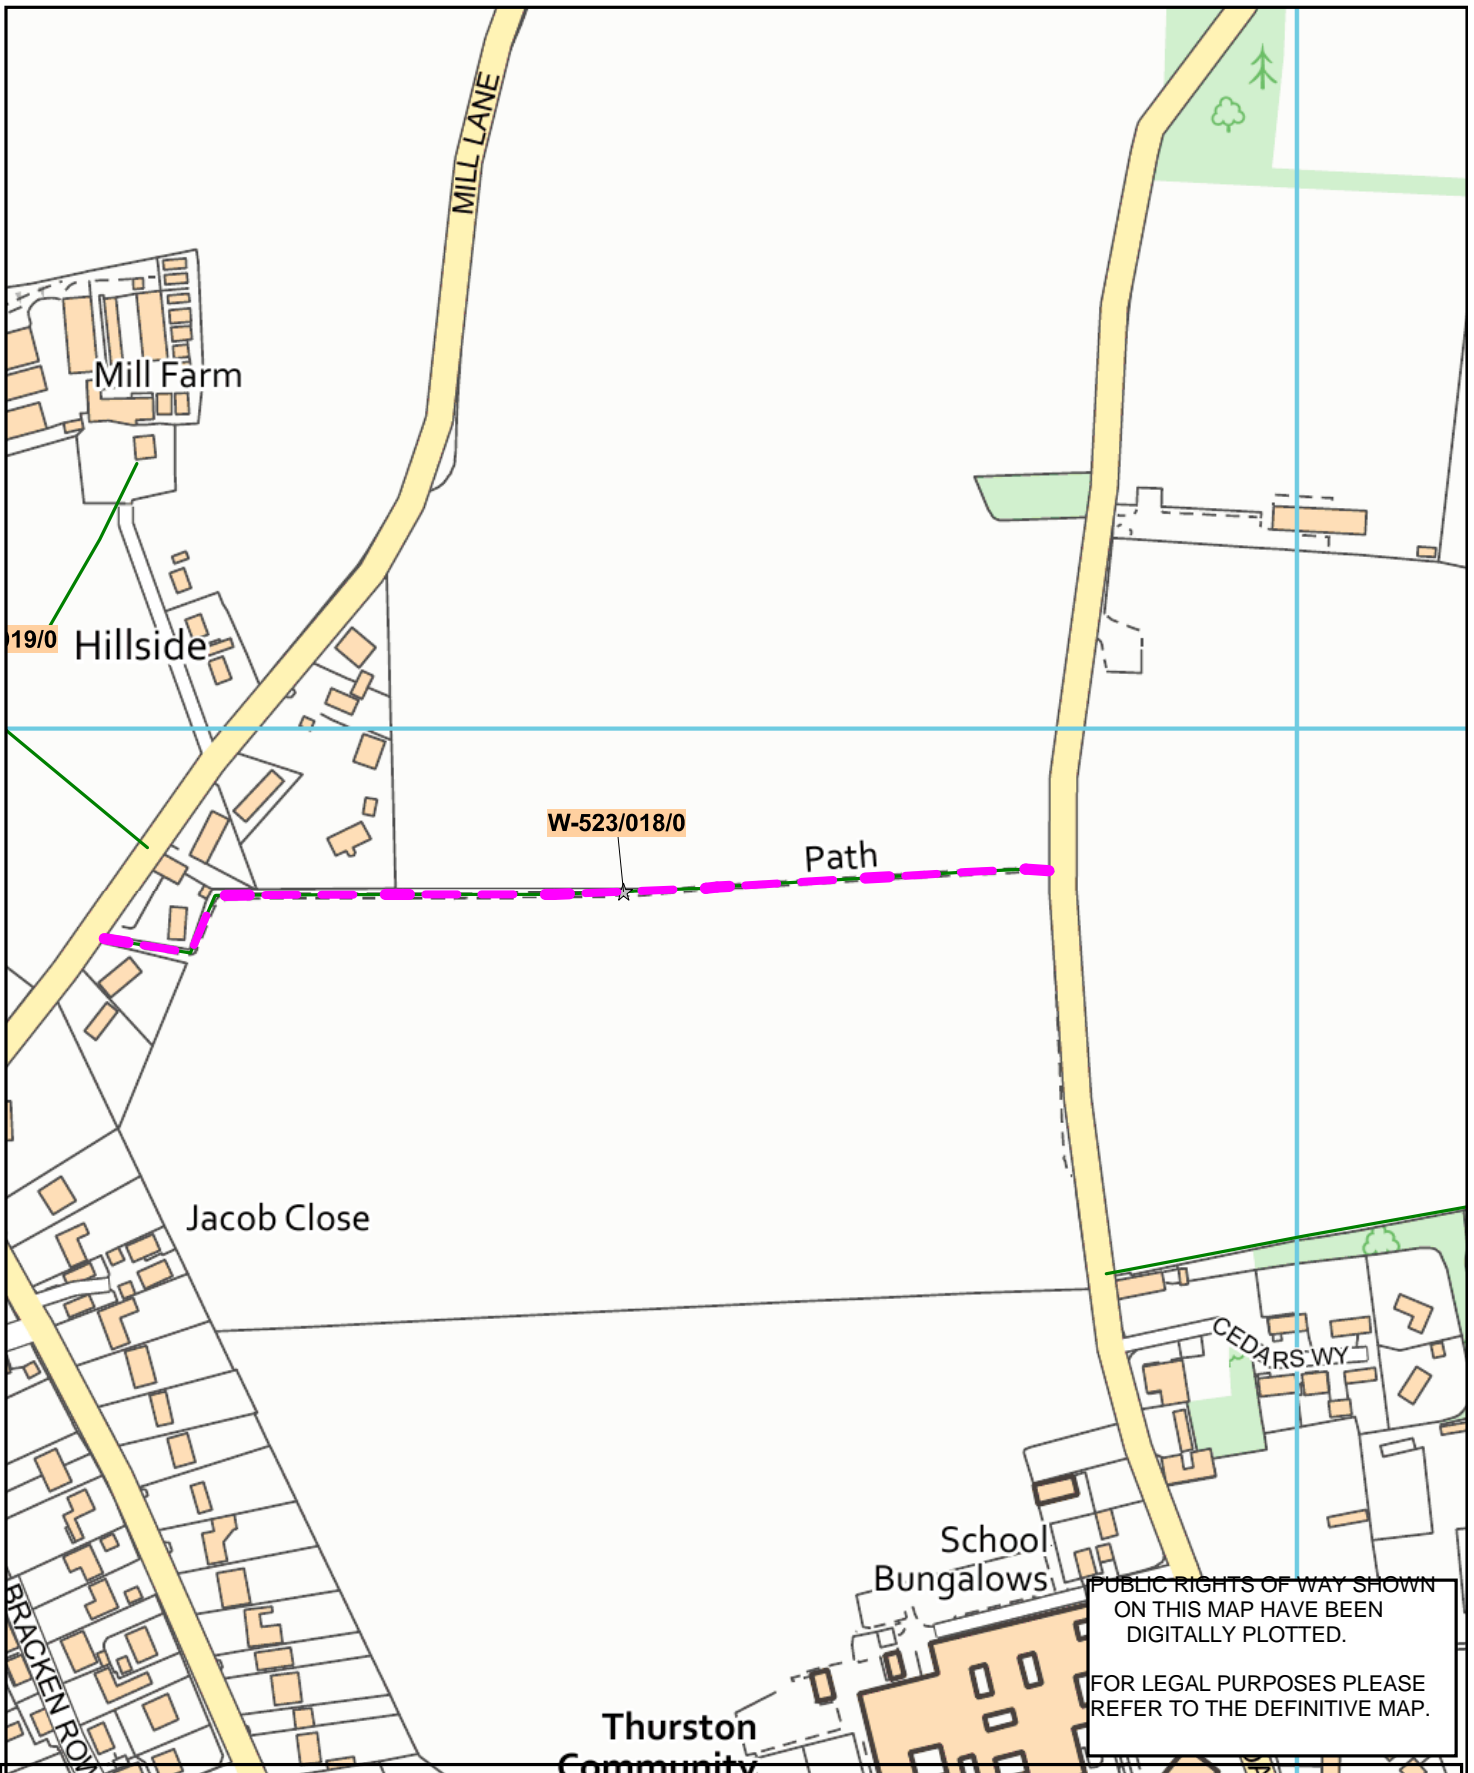 MILL LANE
Mill Farm
19/0
Hillside
W-523/018/0
Path
Jacob Close
CEDARS WY
School
Bungalows
PUBLIC RIGHTS OF WAY SHOWN
ON THIS MAP HAVE BEEN
DIGITALLY PLOTTED.
FOR LEGAL PURPOSES PLEASE
REFER TO THE DEFINITIVE MAP.
BRACKEN ROW
Thurston
Community